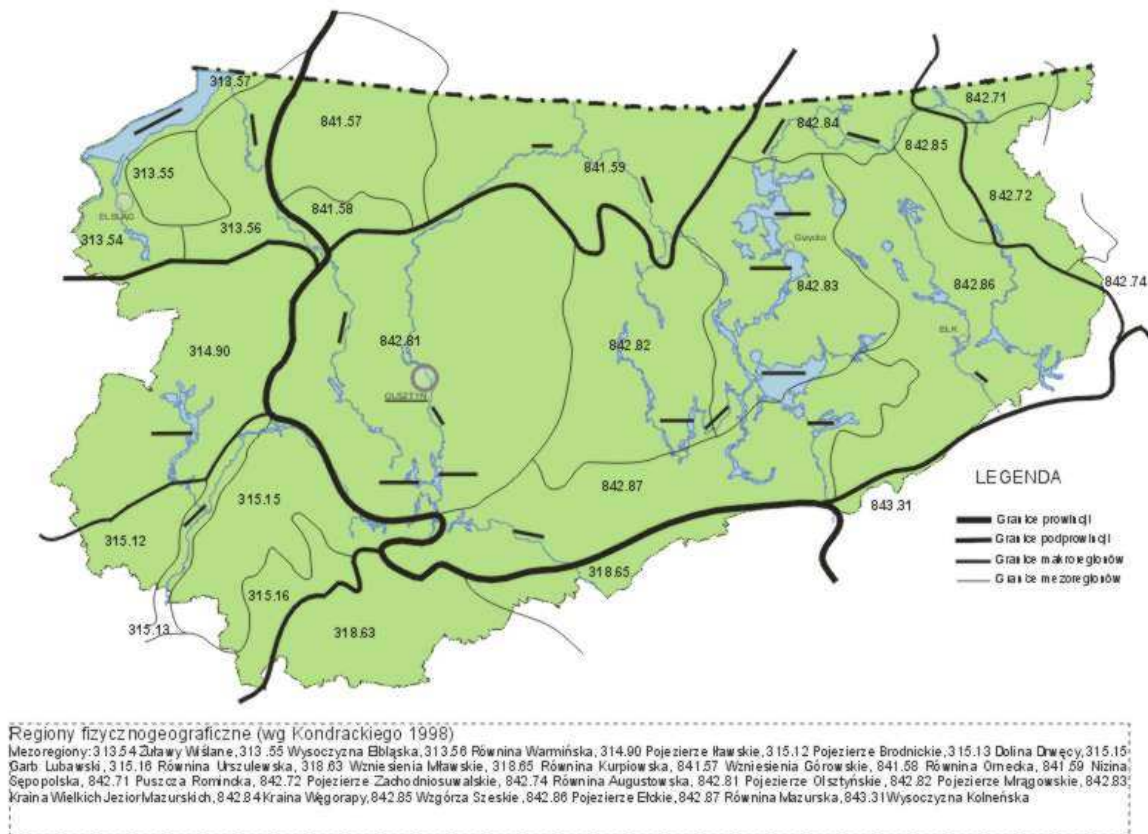 313.57
842.71
841.57
842.84
842.85
313.55
841.59
842.72
ELBLĄG
841.58
313.54
313.56
Giżycko
842.74
842.83
842.86
314.90
842.81
842.82
EŁK
OLSZTYN
LEGENDA
315.15
842.87
843.31
Granice prowincji
315.12
Granice podprowincji
Granice makroregionów
318.65
Granice mezoregionów
315.16
315.13
318.63
Regiony fizycznogeograficzne (wg Kondrackiego 1998)
Mezoregiony: 313.54 Żuławy Wiślane, 313 .55 Wysoczyzna Elbląska, 313.56 Równina Warmińska, 314.90 Pojezierze Iławskie, 315.12 Pojezierze Brodnickie, 315.13 Dolina Drwęcy, 315.15
Garb Lubawski, 315.16 Równina Urszulewska, 318.63 Wzniesienia Mławskie, 318.65 Równina Kurpiowska, 841.57 Wzniesienia Górowskie, 841.58 Równina Ornecka, 841.59 Nizina
Sępopolska, 842.71 Puszcza Romincka, 842.72 Pojezierze Zachodniosuwalskie, 842.74 Równina Augustowska, 842.81 Pojezierze Olsztyńskie, 842.82 Pojezierze Mrągowskie, 842.83
Kraina Wielkich Jezior Mazurskich, 842.84 Kraina Węgorapy, 842.85 Wzgórza Szeskie, 842.86 Pojezierze Ełckie, 842.87 Równina Mazurska, 843.31 Wysoczyzna Kolneńska